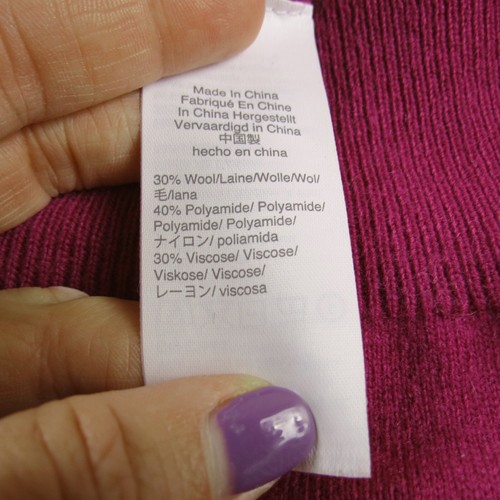 Made In China
Fabriqué En Chine
In China Hergestellt
Vervaardigd in China
中国製
hecho en china
30% Wool/Laine/Wolle/Wol/
毛/lana
40% Polyamide/ Polyamide/
Polyamide/ Polyamide/
ナイロン/ poliamida
30% Viscose/ Viscose/
Viskose/ Viscose/
レーヨン/ viscosa